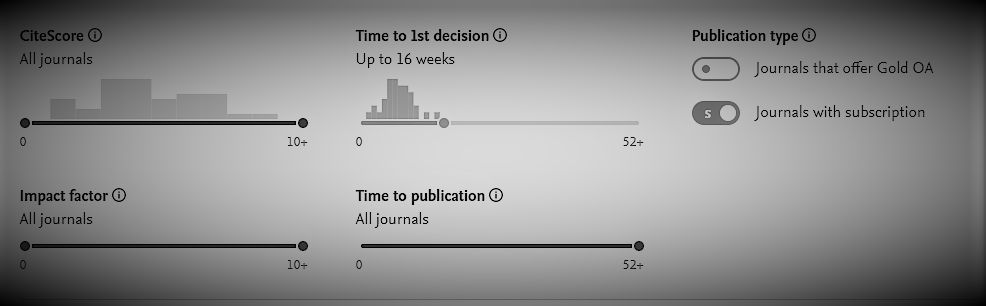 CiteScore
All journals
0 10+
Time to 1st decision
Up to 16 weeks
0 52+
Publication type
Journals that offer Gold OA
S Journals with subscription
Impact factor
All journals
0 10+
Time to publication
All journals
0 52+